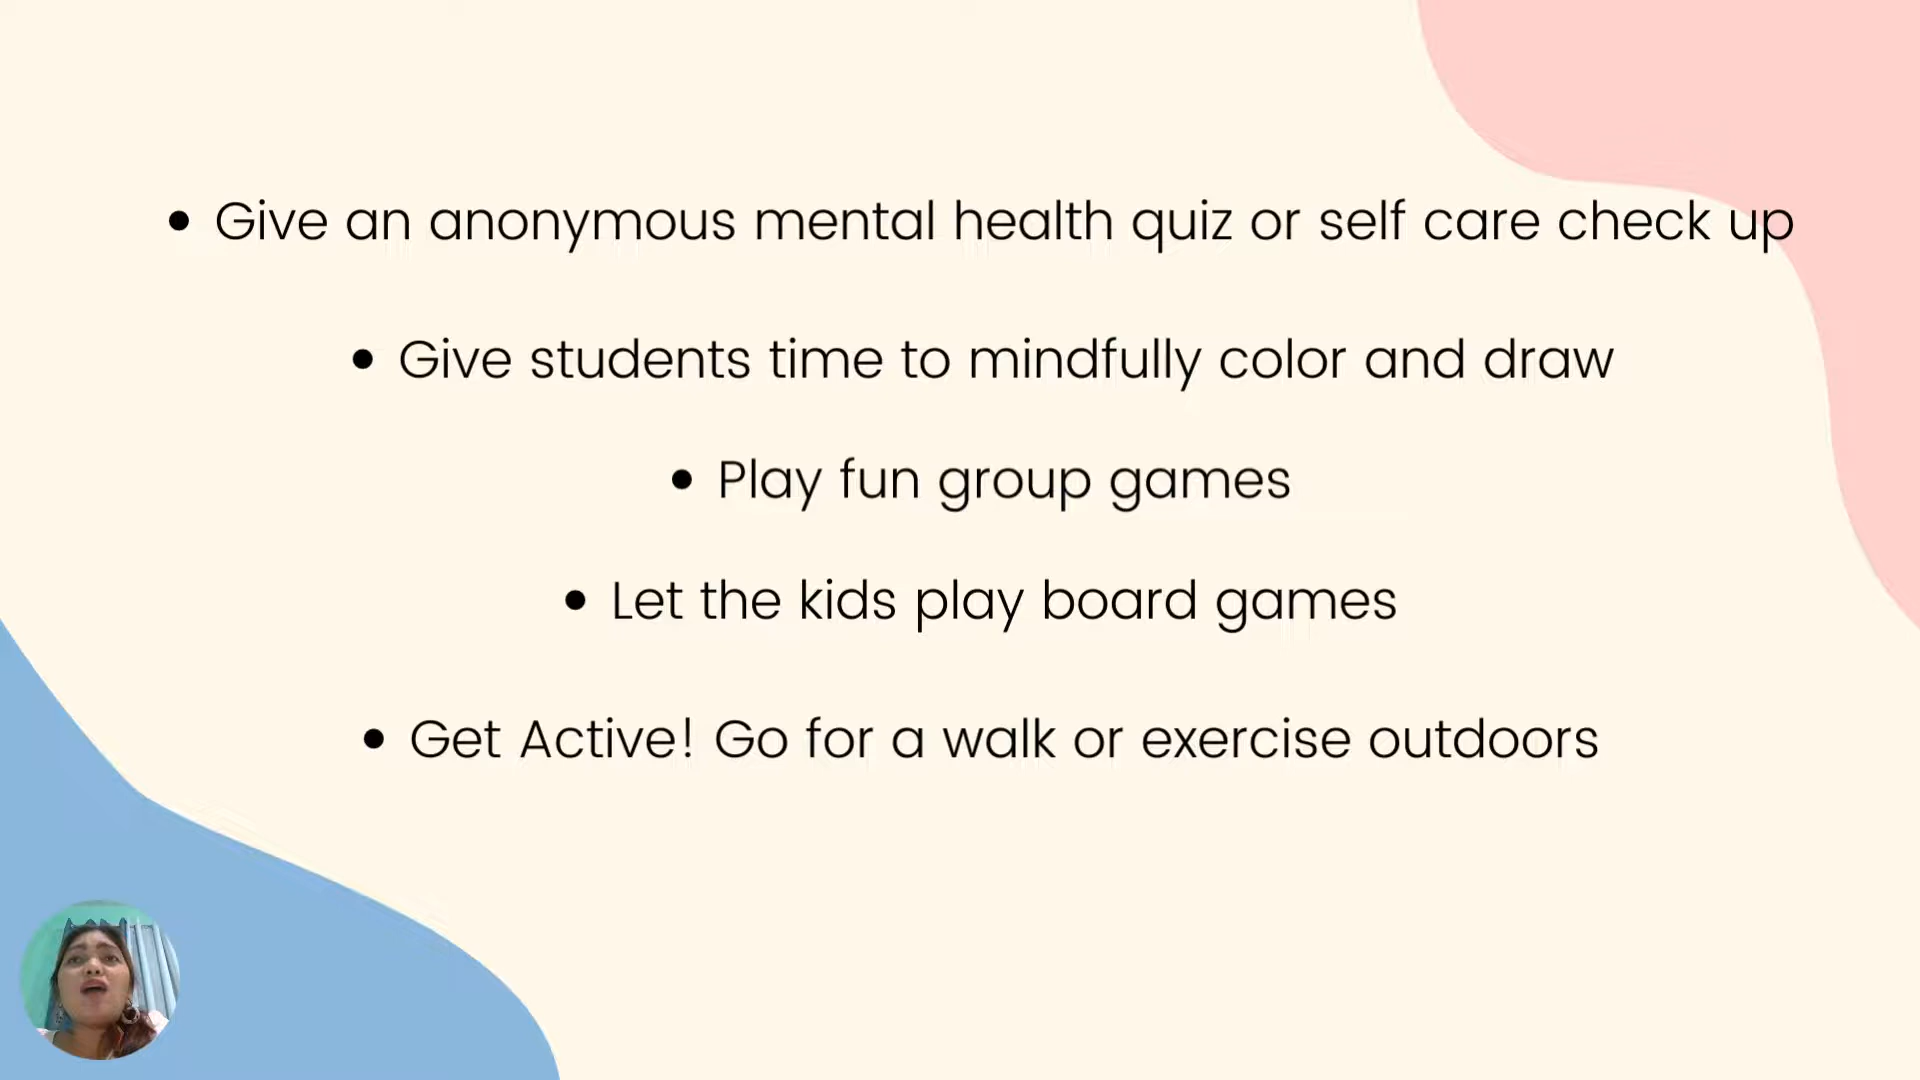 • Give an anonymous mental health quiz or self care check up
• Give students time to mindfully color and draw
• Play fun group games
• Let the kids play board games
• Get Active! Go for a walk or exercise outdoors